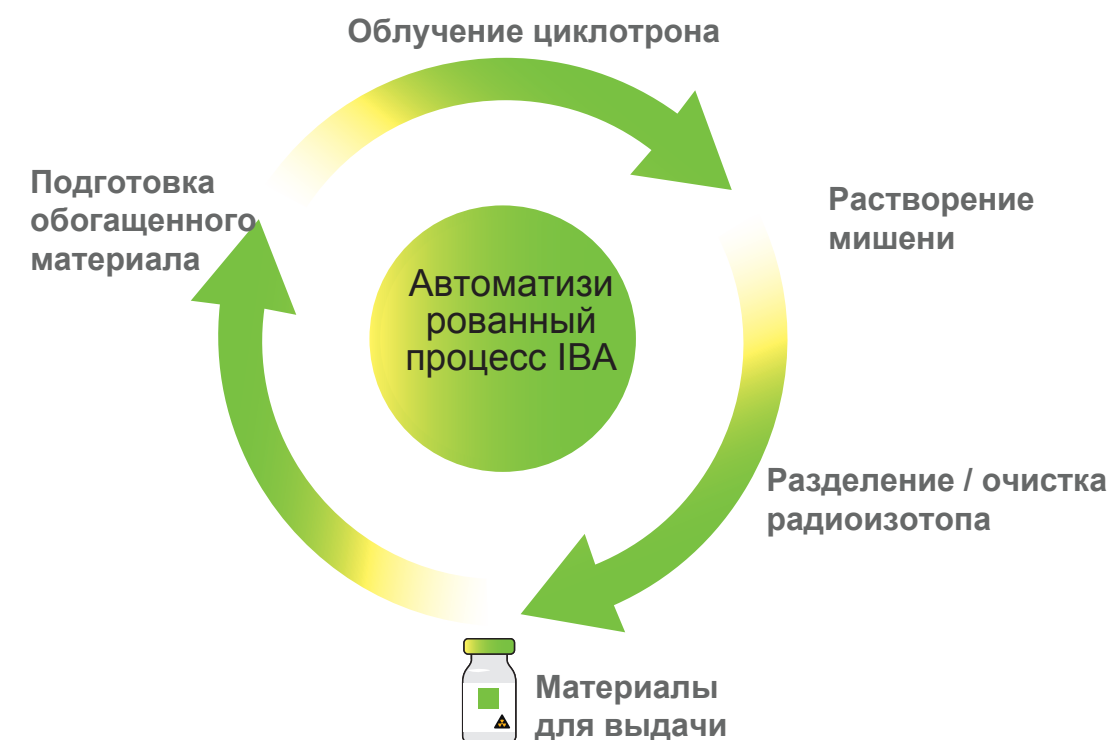 Облучение циклотрона
Подготовка
обогащенного
материала
Растворение
мишени
Автоматизи
рованный
процесс IBA
Разделение / очистка
радиоизотопа
Материалы
для выдачи